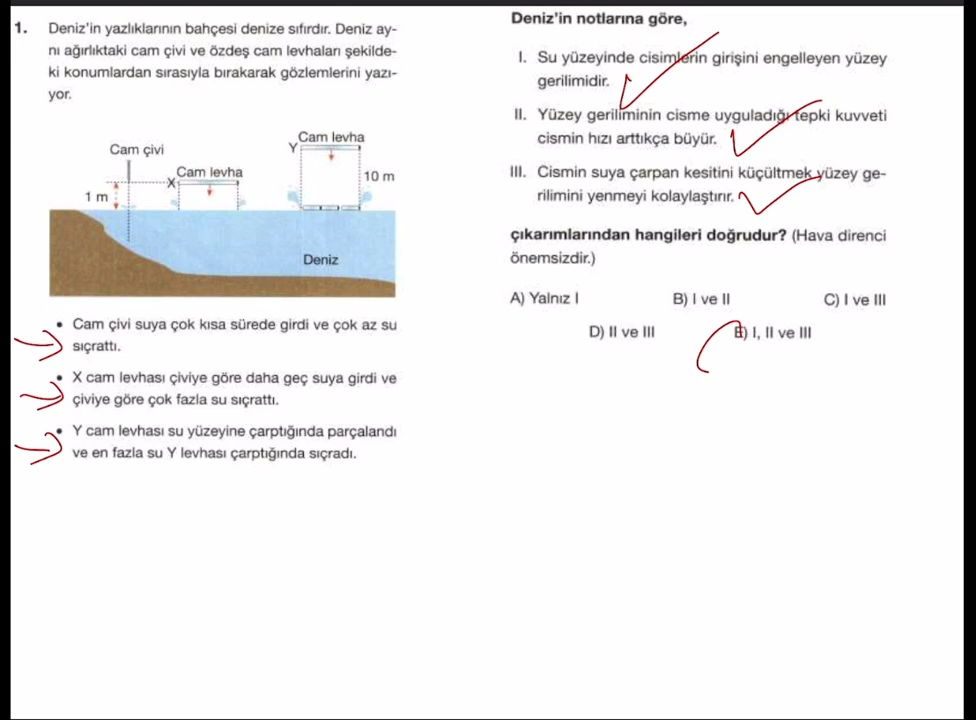 1. Deniz'in yazlıklarının bahçesi denize sıfırdır. Deniz ay-
nı ağırlıktaki cam çivi ve özdeş cam levhaları şekilde-
ki konumlardan sırasıyla bırakarak gözlemlerini yazı-
yor.
Cam çivi
X
Cam levha
Y
Cam levha
1 m
10 m
Deniz
• Cam çivi suya çok kısa sürede girdi ve çok az su
sıçrattı.
• X cam levhası çiviye göre daha geç suya girdi ve
çiviye göre çok fazla su sıçrattı.
• Y cam levhası su yüzeyine çarptığında parçalandı
ve en fazla su Y levhası çarptığında sıçradı.
Deniz'in notlarına göre,
I. Su yüzeyinde cisimlerin girişini engelleyen yüzey
gerilimidir.
II. Yüzey geriliminin cisme uyguladığı tepki kuvveti
cismin hızı arttıkça büyür.
III. Cismin suya çarpan kesitini küçültmek yüzey ge-
rilimini yenmeyi kolaylaştırır.
çıkarımlarından hangileri doğrudur? (Hava direnci
önemsizdir.)
A) Yalnız I B) I ve II C) I ve III
D) II ve III E) I, II ve III